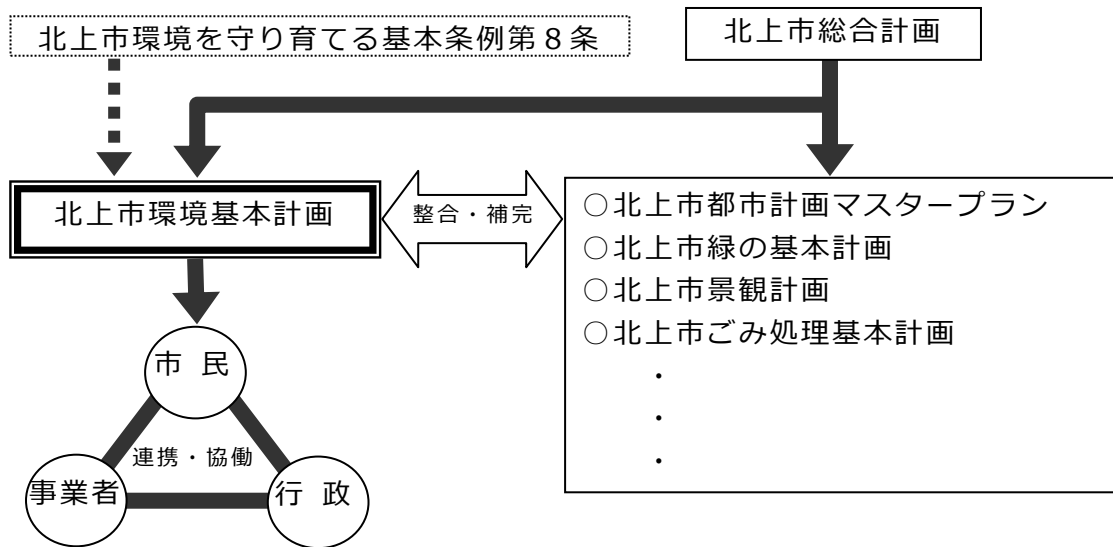 北上市環境を守り育てる基本条例第８条
北上市総合計画
北上市環境基本計画
整合・補完
○北上市都市計画マスタープラン
○北上市緑の基本計画
○北上市景観計画
○北上市ごみ処理基本計画
・
・
・
市 民
連携・協働
事業者
行 政